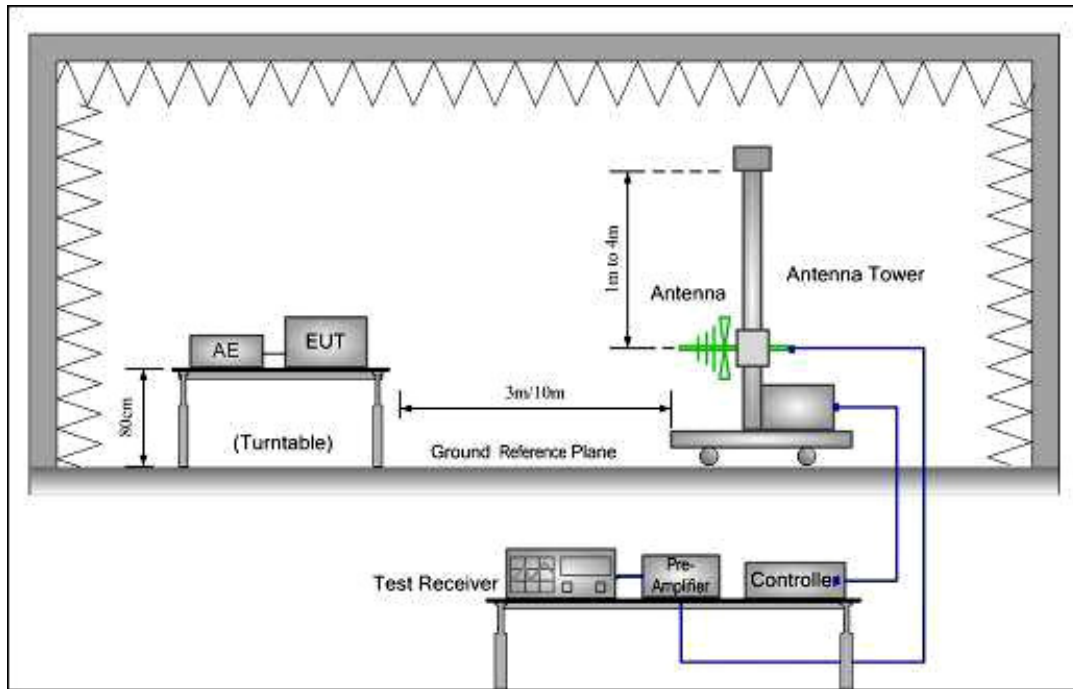 1m to 4m
Antenna Tower
Antenna
AE
EUT
80cm
3m/10m
(Turntable)
Ground Reference Plane
Test Receiver
Pre-
Amplifier
Controller